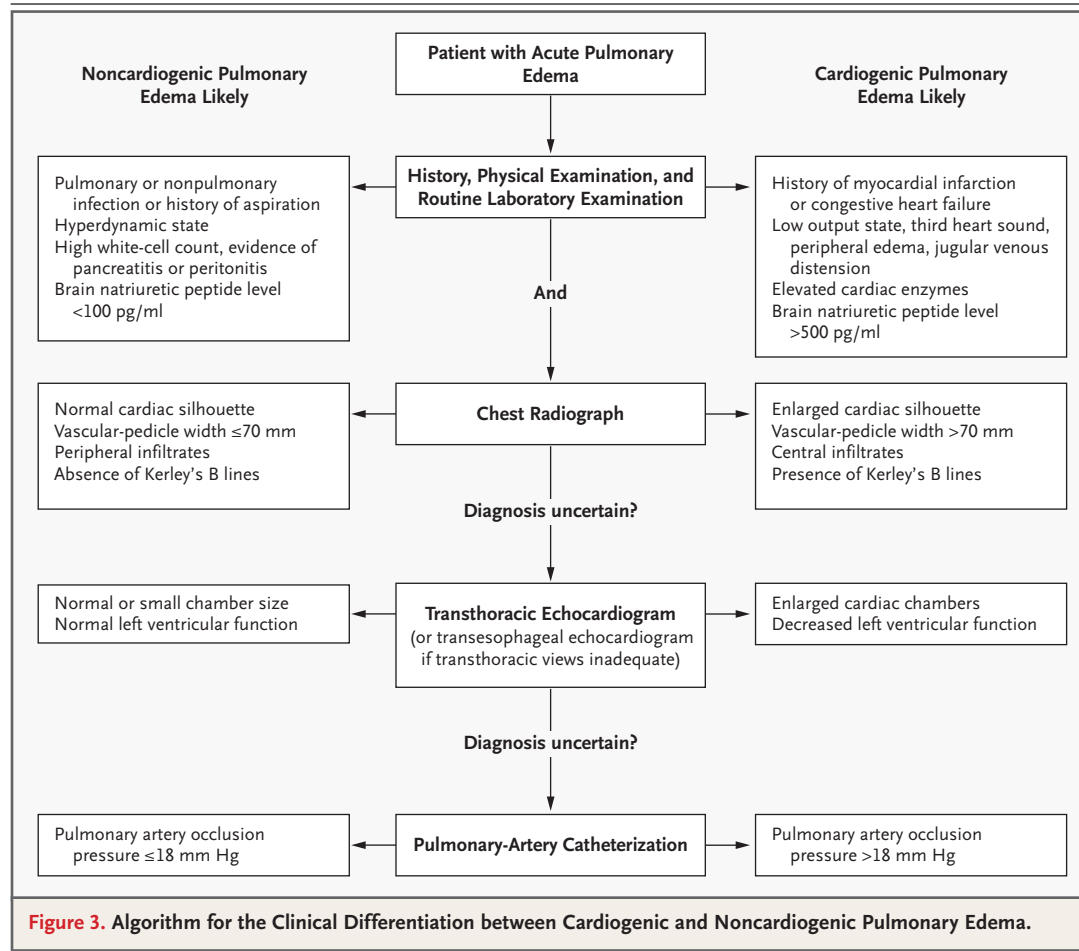 Patient with Acute Pulmonary
Edema
Noncardiogenic Pulmonary
Edema Likely
Cardiogenic Pulmonary
Edema Likely
Pulmonary or nonpulmonary
infection or history of aspiration
Hyperdynamic state
High white-cell count, evidence of
pancreatitis or peritonitis
Brain natriuretic peptide level
<100 pg/ml
History, Physical Examination, and
Routine Laboratory Examination
History of myocardial infarction
or congestive heart failure
Low output state, third heart sound,
peripheral edema, jugular venous
distension
Elevated cardiac enzymes
Brain natriuretic peptide level
>500 pg/ml
And
Normal cardiac silhouette
Vascular-pedicle width ≤70 mm
Peripheral infiltrates
Absence of Kerley's B lines
Chest Radiograph
Enlarged cardiac silhouette
Vascular-pedicle width >70 mm
Central infiltrates
Presence of Kerley's B lines
Diagnosis uncertain?
Normal or small chamber size
Normal left ventricular function
Transthoracic Echocardiogram
(or transesophageal echocardiogram
if transthoracic views inadequate)
Enlarged cardiac chambers
Decreased left ventricular function
Diagnosis uncertain?
Pulmonary artery occlusion
pressure ≤18 mm Hg
Pulmonary-Artery Catheterization
Pulmonary artery occlusion
pressure >18 mm Hg
Figure 3. Algorithm for the Clinical Differentiation between Cardiogenic and Noncardiogenic Pulmonary Edema.